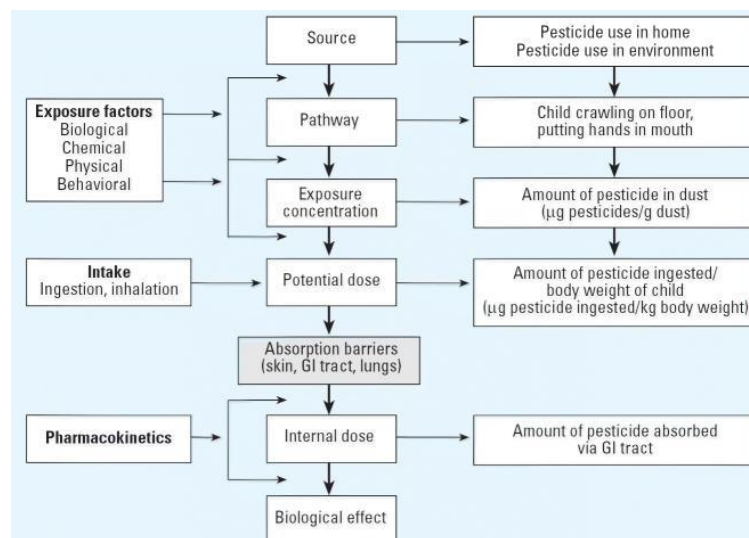 Source
Pesticide use in home
Pesticide use in environment
Exposure factors
Biological
Chemical
Physical
Behavioral
Pathway
Child crawling on floor,
putting hands in mouth
Exposure
concentration
Amount of pesticide in dust
(μg pesticides/g dust)
Intake
Ingestion, inhalation
Potential dose
Amount of pesticide ingested/
body weight of child
(μg pesticide ingested/kg body weight)
Absorption barriers
(skin, GI tract, lungs)
Pharmacokinetics
Internal dose
Amount of pesticide absorbed
via GI tract
Biological effect